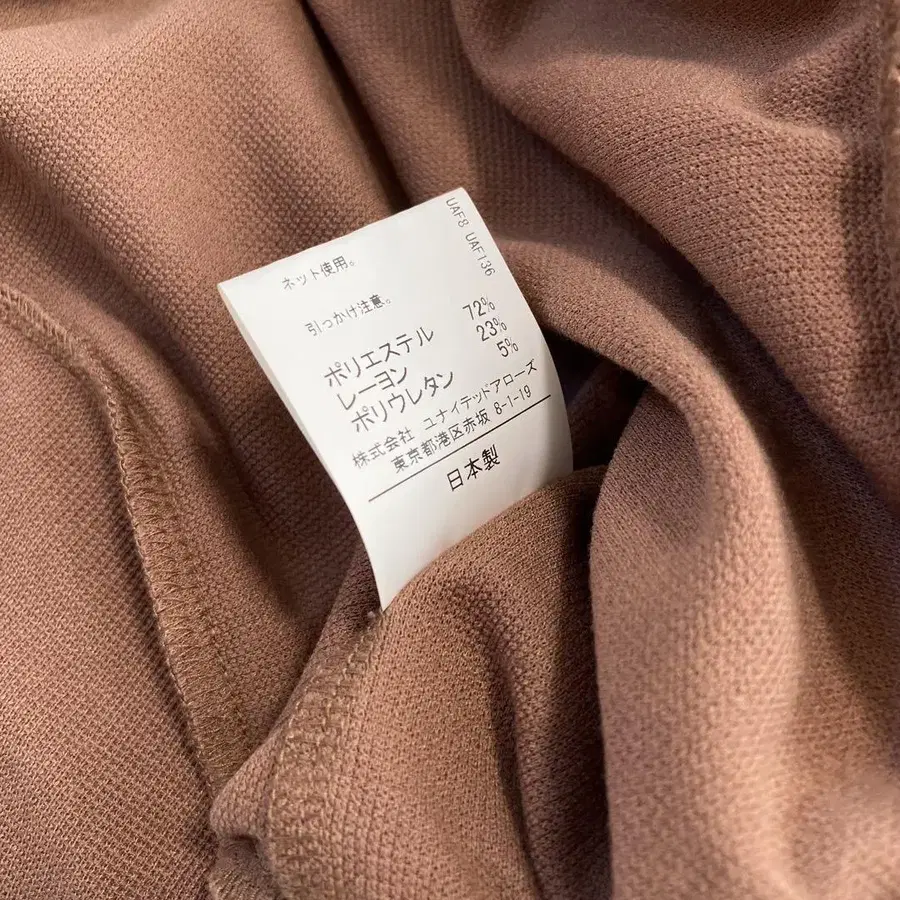 UAF8 UAF136
ネット使用。
引っかけ注意。
ポリエステル 72%
レーヨン 23%
ポリウレタン 5%
株式会社 ユナイテッドアローズ
東京都港区赤坂 8-1-19
日本製